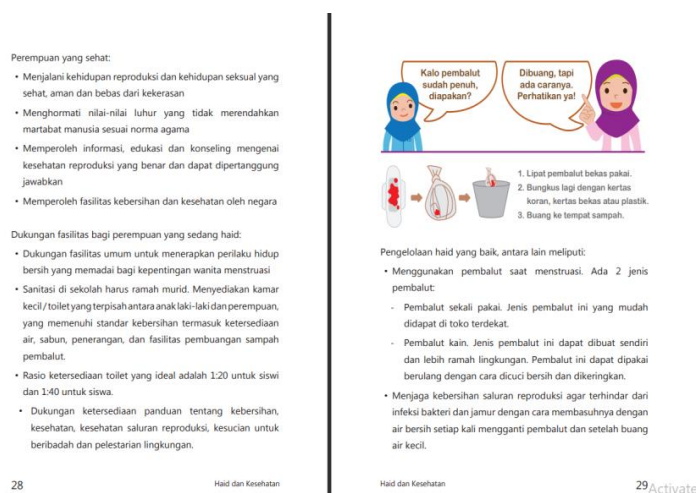 Perempuan yang sehat:
• Menjalani kehidupan reproduksi dan kehidupan seksual yang
sehat, aman dan bebas dari kekerasan
• Menghormati nilai-nilai luhur yang tidak merendahkan
martabat manusia sesuai norma agama
• Memperoleh informasi, edukasi dan konseling mengenai
kesehatan reproduksi yang benar dan dapat dipertanggung
jawabkan
• Memperoleh fasilitas kebersihan dan kesehatan oleh negara
Dukungan fasilitas bagi perempuan yang sedang haid:
• Dukungan fasilitas umum untuk menerapkan perilaku hidup
bersih yang memadai bagi kepentingan wanita menstruasi
• Sanitasi di sekolah harus ramah murid. Menyediakan kamar
kecil / toilet yang terpisah antara anak laki-laki dan perempuan,
yang memenuhi standar kebersihan termasuk ketersediaan
air, sabun, penerangan, dan fasilitas pembuangan sampah
pembalut.
• Rasio ketersediaan toilet yang ideal adalah 1:20 untuk siswi
dan 1:40 untuk siswa.
• Dukungan ketersediaan panduan tentang kebersihan,
kesehatan, kesehatan saluran reproduksi, kesucian untuk
beribadah dan pelestarian lingkungan.
28
Haid dan Kesehatan
Kalo pembalut
sudah penuh,
diapakan?
Dibuang, tapi
ada caranya.
Perhatikan ya!
1. Lipat pembalut bekas pakai.
2. Bungkus lagi dengan kertas
koran, kertas bekas atau plastik.
3. Buang ke tempat sampah.
Pengelolaan haid yang baik, antara lain meliputi:
• Menggunakan pembalut saat menstruasi. Ada 2 jenis
pembalut:
- Pembalut sekali pakai. Jenis pembalut ini yang mudah
didapat di toko terdekat.
- Pembalut kain. Jenis pembalut ini dapat dibuat sendiri
dan lebih ramah lingkungan. Pembalut ini dapat dipakai
berulang dengan cara dicuci bersih dan dikeringkan.
• Menjaga kebersihan saluran reproduksi agar terhindar dari
infeksi bakteri dan jamur dengan cara membasuhnya dengan
air bersih setiap kali mengganti pembalut dan setelah buang
air kecil.
Haid dan Kesehatan
29
Activate